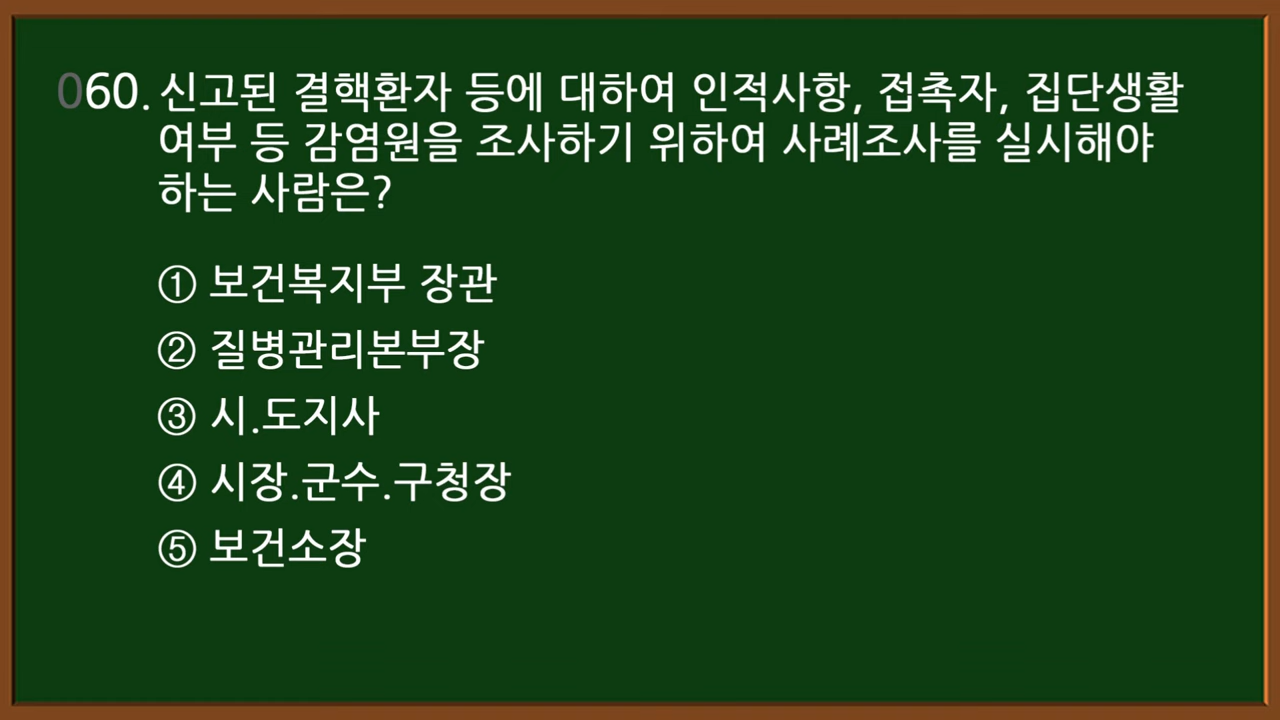 060. 신고된 결핵환자 등에 대하여 인적사항, 접촉자, 집단생활
여부 등 감염원을 조사하기 위하여 사례조사를 실시해야
하는 사람은?
① 보건복지부 장관
② 질병관리본부장
③ 시.도지사
④ 시장.군수.구청장
⑤ 보건소장